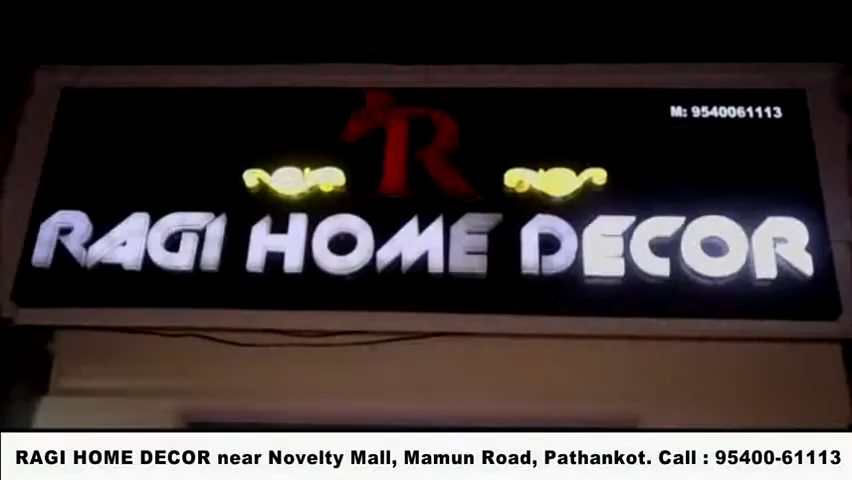 R
M: 9540061113
RAGI HOME DECOR
RAGI HOME DECOR near Novelty Mall, Mamun Road, Pathankot. Call : 95400-61113